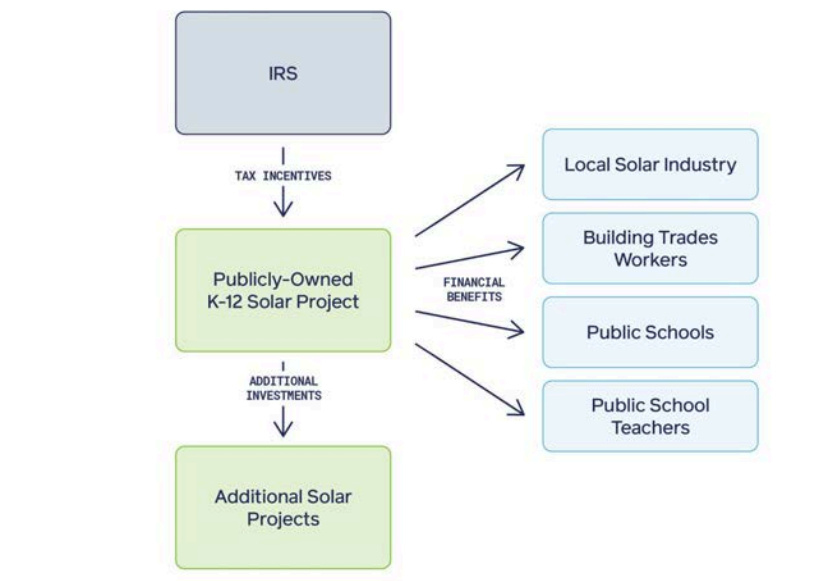 IRS
TAX INCENTIVES
Publicly-Owned
K-12 Solar Project
ADDITIONAL
INVESTMENTS
Additional Solar
Projects
FINANCIAL
BENEFITS
Local Solar Industry
Building Trades
Workers
Public Schools
Public School
Teachers